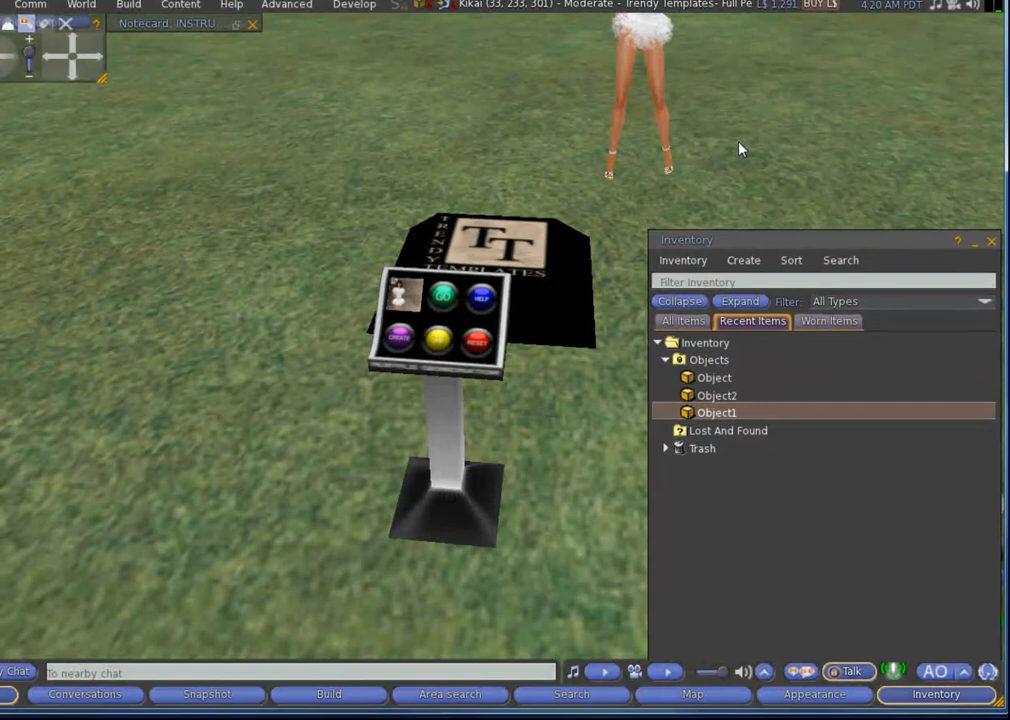 Comm World Build Content Help Advanced Develop Kikai (33, 233, 301) - Moderate - Trendy Templates- Full Pe L$ 1,291 BUY L$ 4:20 AM PDT
? Notecard, INSTRU
TRENDY
TT
TEMPLATES
GO HELP
CREATE RESET
Inventory ?
Inventory Create Sort Search
Filter Inventory
Collapse Expand Filter: All Types
All Items Recent Items Worn Items
Inventory
Objects
Object
Object2
Object1
Lost And Found
Trash
Chat To nearby chat Talk AO
Conversations Snapshot Build Area search Search Map Appearance Inventory